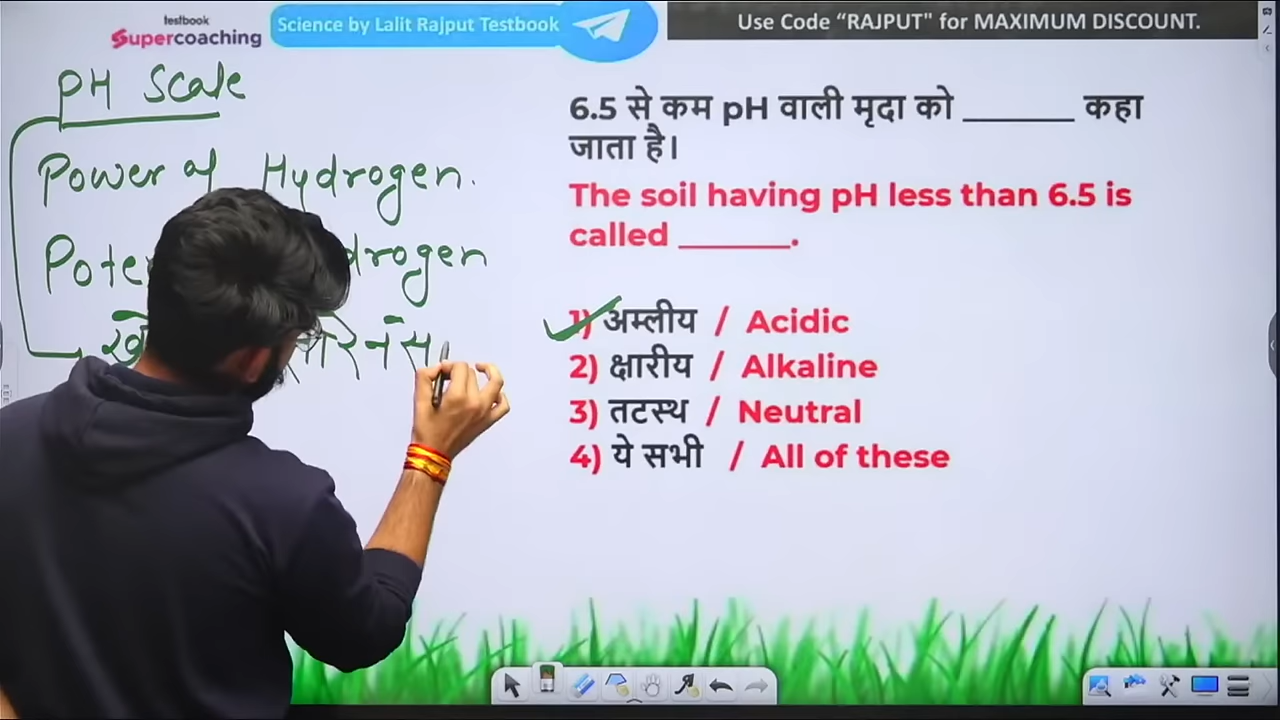 testbook
Supercoaching
Science by Lalit Rajput Testbook
Use Code “RAJPUT" for MAXIMUM DISCOUNT.
PH Scale
Power of Hydrogen.
6.5 से कम pH वाली मृदा को _______ कहा
जाता है।
The soil having pH less than 6.5 is
called _______.
1) अम्लीय / Acidic
2) क्षारीय / Alkaline
3) तटस्थ / Neutral
4) ये सभी / All of these